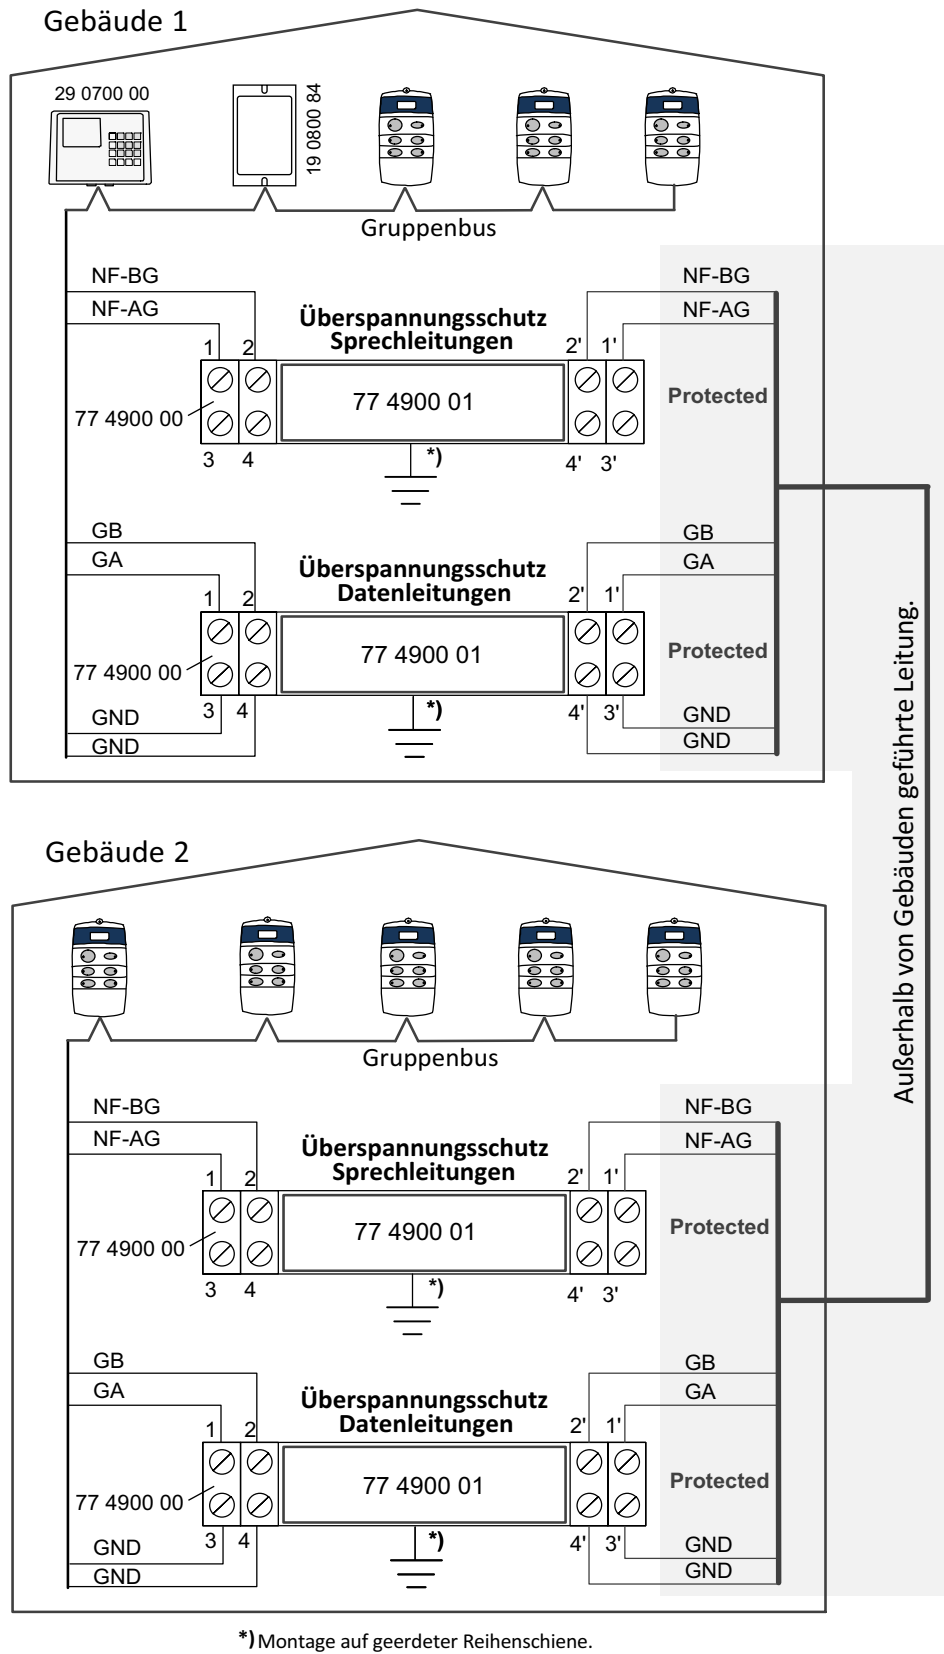 Gebäude 1
29 0700 00
19 0800 84
Gruppenbus
NF-BG
NF-BG
NF-AG
NF-AG
Überspannungsschutz
Sprechleitungen
1 2
2' 1'
77 4900 01
Protected
77 4900 00
3 4
*)
4' 3'
GB
GB
GA
GA
Überspannungsschutz
Datenleitungen
1 2
2' 1'
77 4900 01
Protected
77 4900 00
3 4
*)
4' 3'
GND
GND
GND
GND
Außerhalb von Gebäuden geführte Leitung.
Gebäude 2
Gruppenbus
NF-BG
NF-BG
NF-AG
NF-AG
Überspannungsschutz
Sprechleitungen
1 2
2' 1'
77 4900 01
Protected
77 4900 00
3 4
*)
4' 3'
GB
GB
GA
GA
Überspannungsschutz
Datenleitungen
1 2
2' 1'
77 4900 01
Protected
77 4900 00
3 4
*)
4' 3'
GND
GND
GND
GND
*) Montage auf geerdeter Reihenschiene.